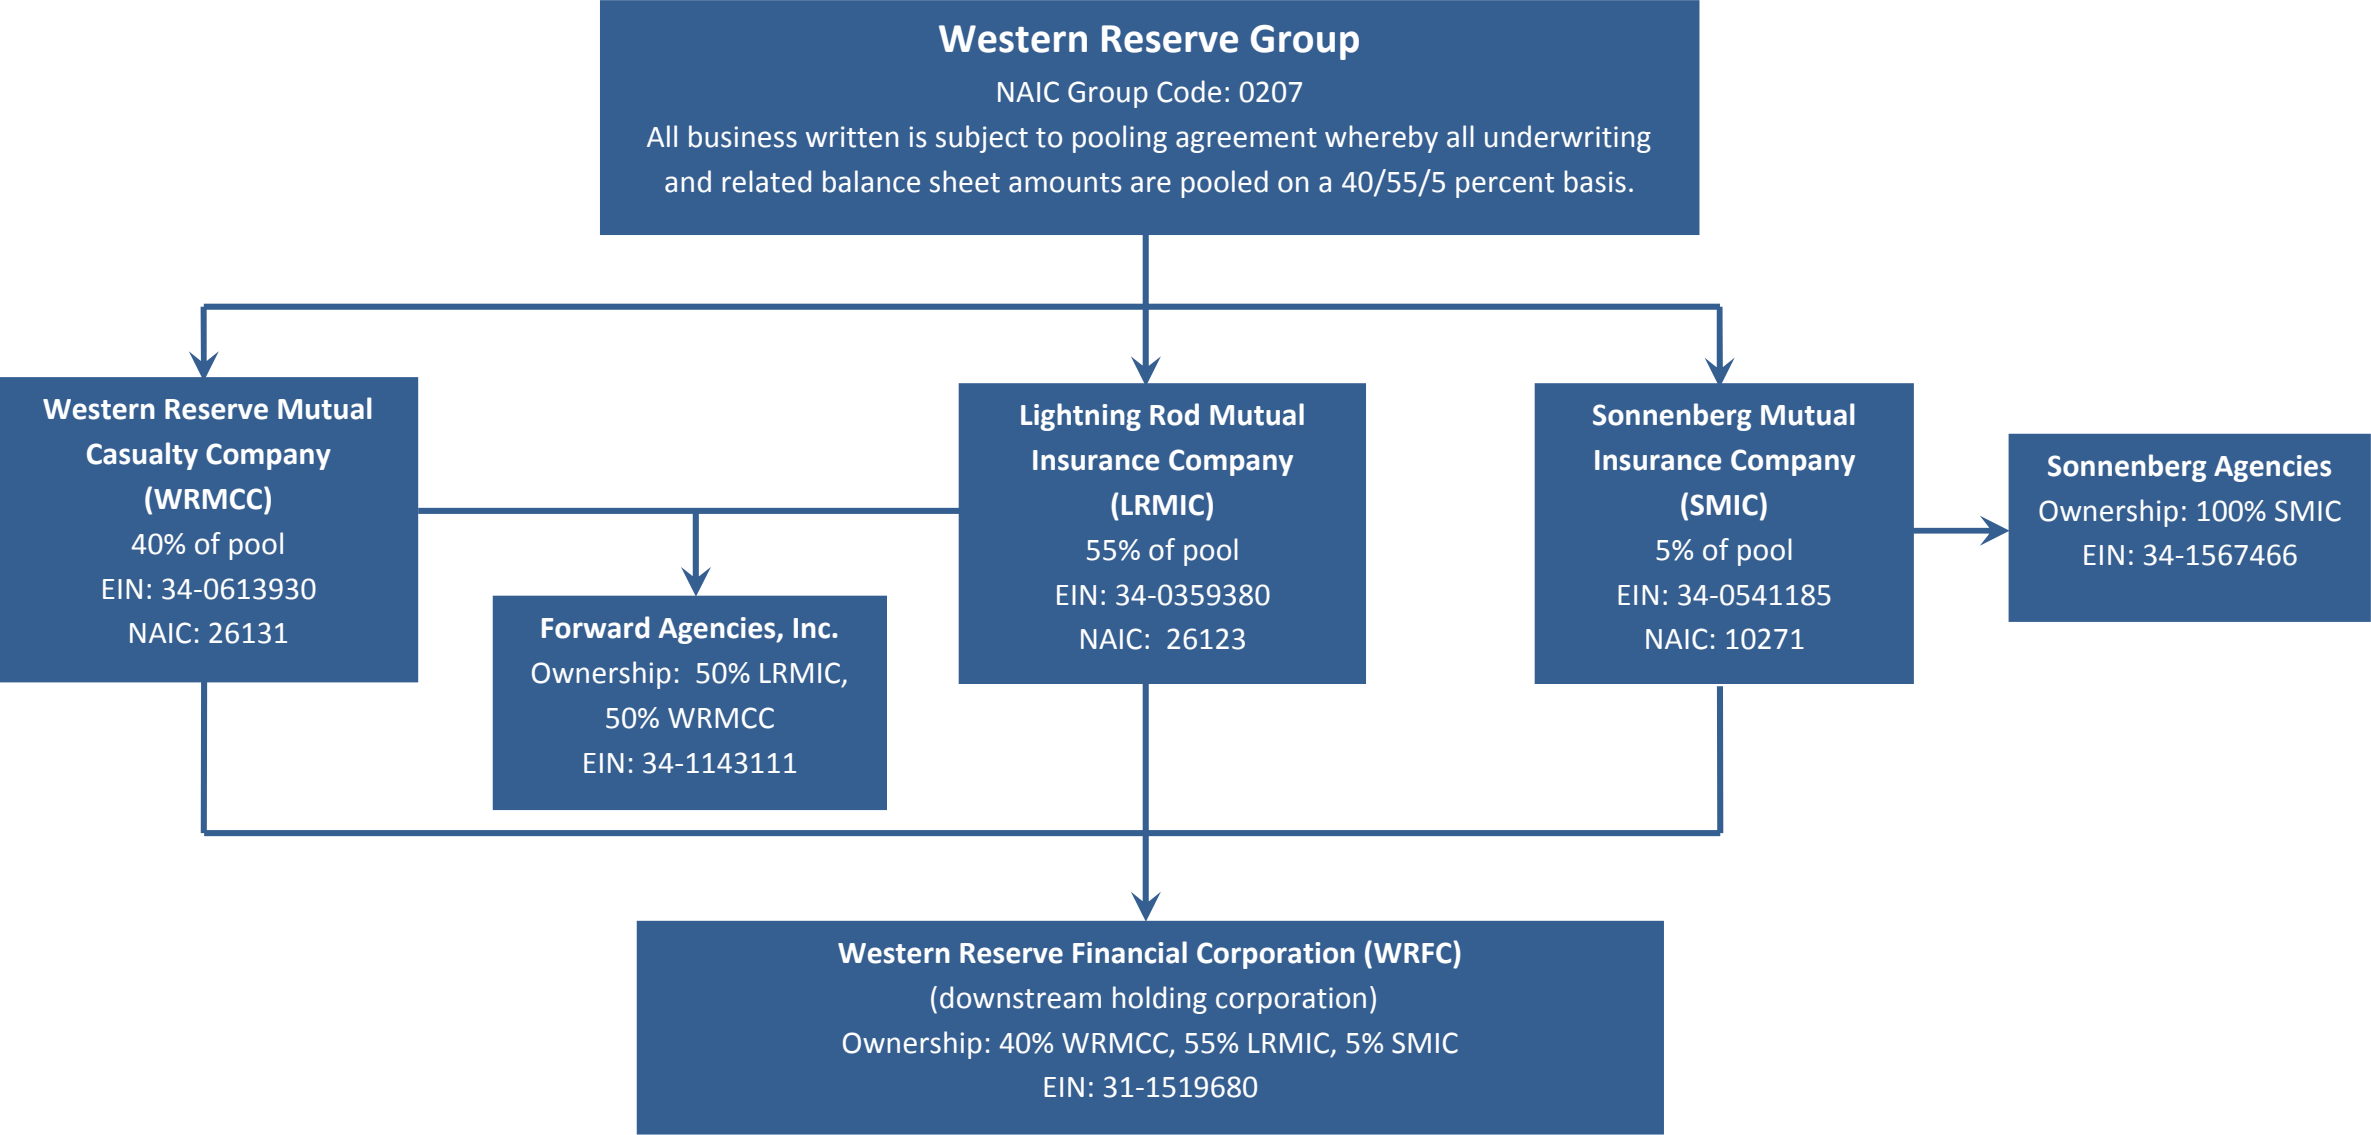 Western Reserve Group
NAIC Group Code: 0207
All business written is subject to pooling agreement whereby all underwriting
and related balance sheet amounts are pooled on a 40/55/5 percent basis.
Western Reserve Mutual
Casualty Company
(WRMCC)
40% of pool
EIN: 34-0613930
NAIC: 26131
Forward Agencies, Inc.
Ownership:  50% LRMIC,
50% WRMCC
EIN: 34-1143111
Lightning Rod Mutual
Insurance Company
(LRMIC)
55% of pool
EIN: 34-0359380
NAIC:  26123
Sonnenberg Mutual
Insurance Company
(SMIC)
5% of pool
EIN: 34-0541185
NAIC: 10271
Sonnenberg Agencies
Ownership: 100% SMIC
EIN: 34-1567466
Western Reserve Financial Corporation (WRFC)
(downstream holding corporation)
Ownership: 40% WRMCC, 55% LRMIC, 5% SMIC
EIN: 31-1519680